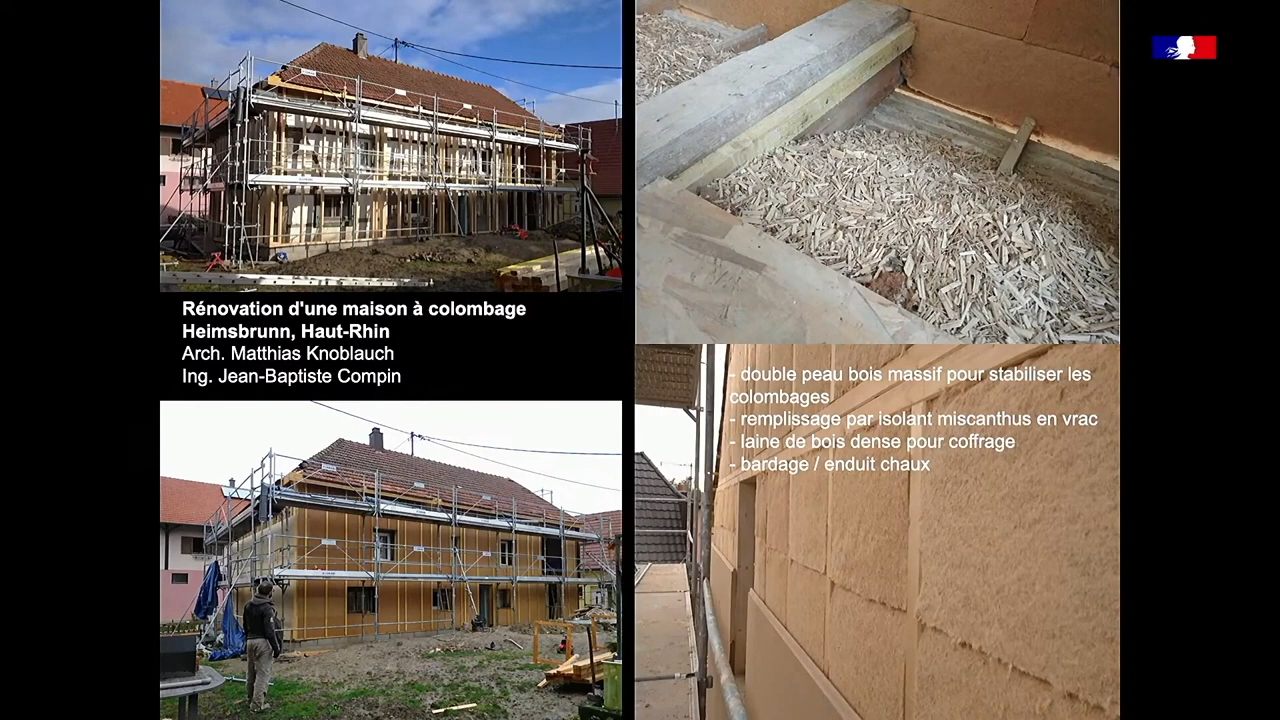 Rénovation d'une maison à colombage
Heimsbrunn, Haut-Rhin
Arch. Matthias Knoblauch
Ing. Jean-Baptiste Compin
- double peau bois massif pour stabiliser les
colombages
- remplissage par isolant miscanthus en vrac
- laine de bois dense pour coffrage
- bardage / enduit chaux